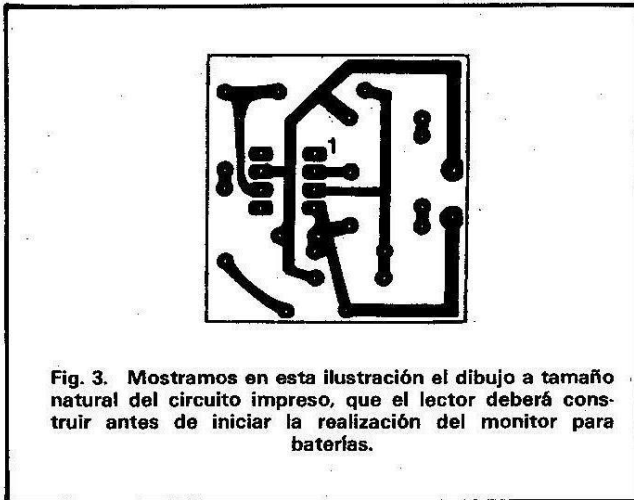 1
Fig. 3. Mostramos en esta ilustración el dibujo a tamaño
natural del circuito impreso, que el lector deberá cons-
truir antes de iniciar la realización del monitor para
baterías.